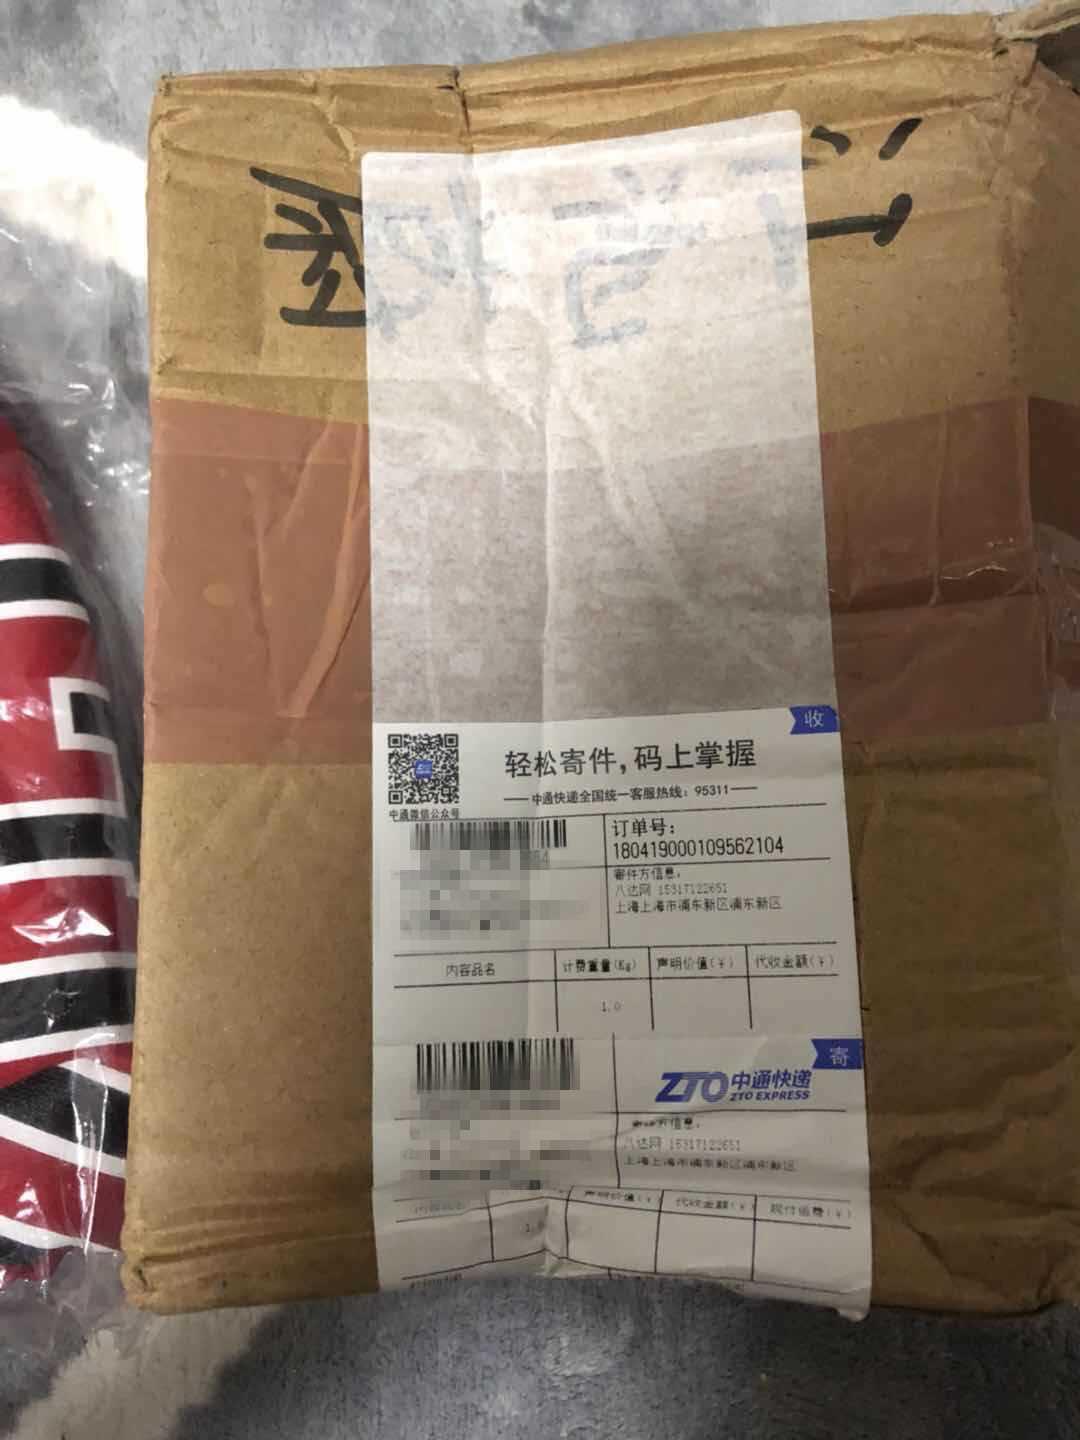 收
轻松寄件,码上掌握
中通快递全国统一客服热线：95311
中通微信公众号
订单号：
180419000109562104
寄件方信息：
八达网 15317122651
上海上海市浦东新区浦东新区
内容品名 计费重量(Kg) 声明价值(￥) 代收金额(￥)
1.0
寄
ZTO中通快递
ZTO EXPRESS
寄件方信息：
八达网 15317122651
上海上海市浦东新区浦东新区
声明价值(￥) 代收金额(￥) 现付运费(￥)